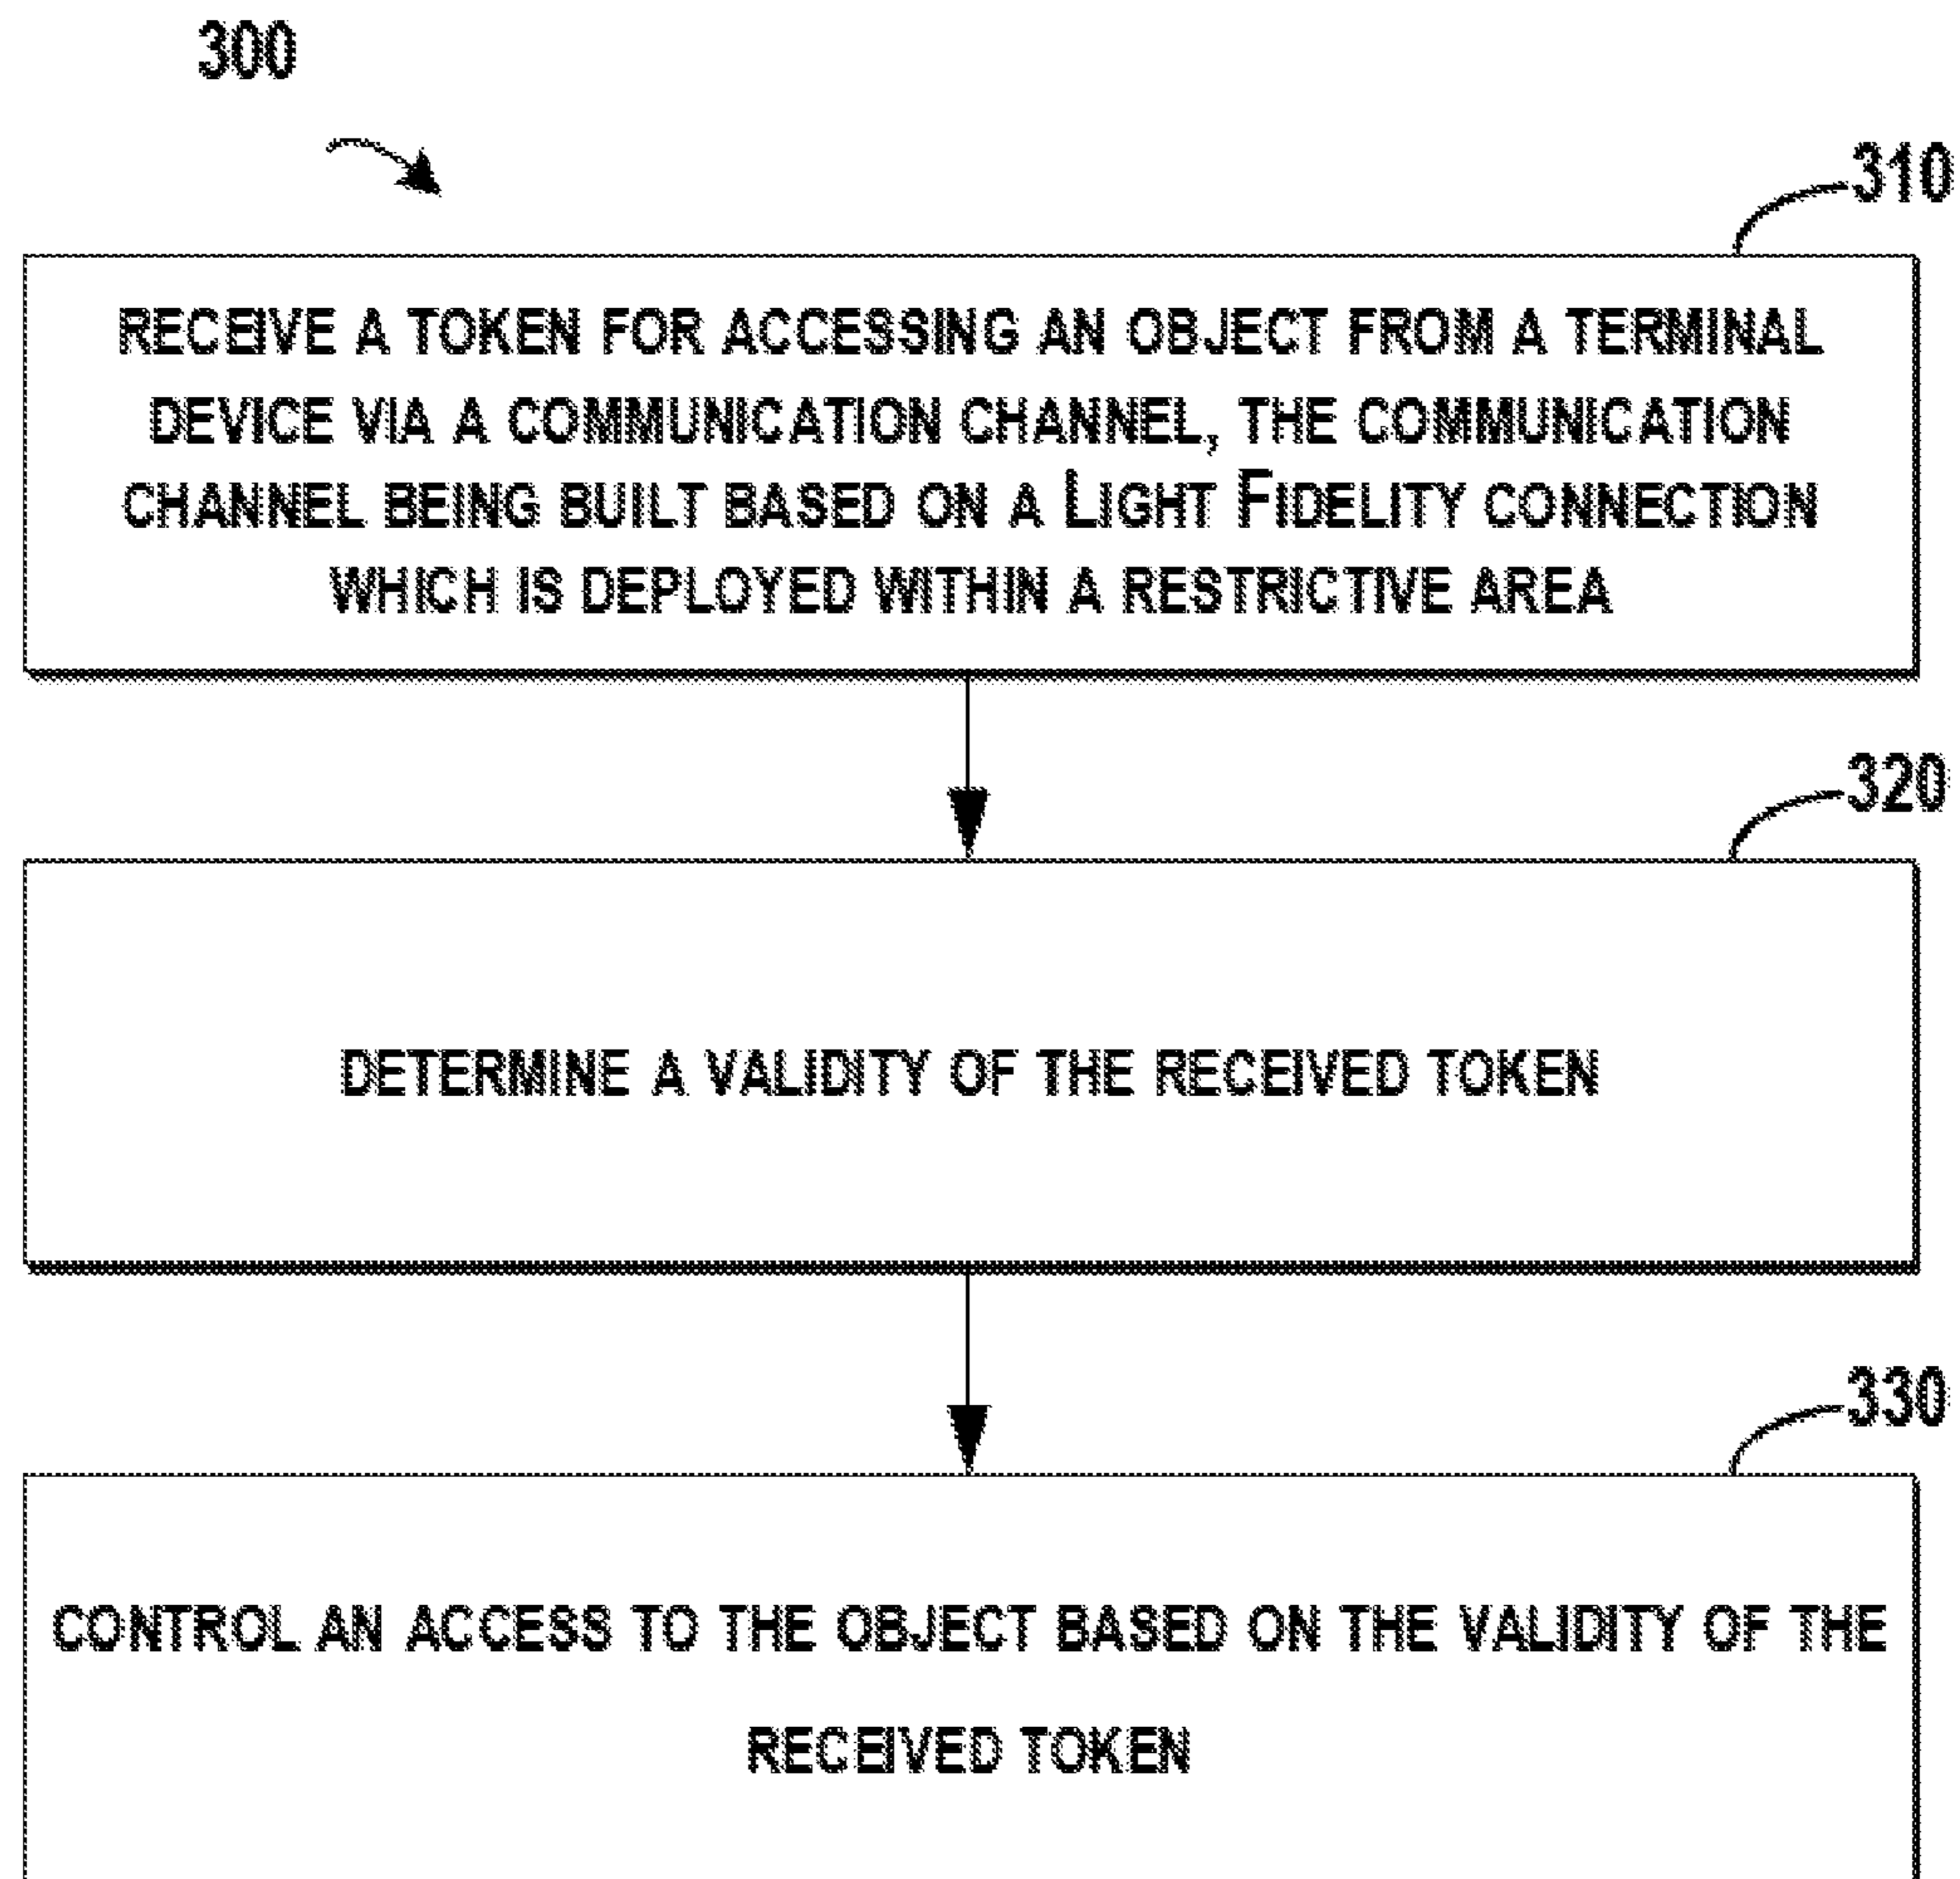 300
310
RECEIVE A TOKEN FOR ACCESSING AN OBJECT FROM A TERMINAL
DEVICE VIA A COMMUNICATION CHANNEL, THE COMMUNICATION
CHANNEL BEING BUILT BASED ON A LIGHT FIDELITY CONNECTION
WHICH IS DEPLOYED WITHIN A RESTRICTIVE AREA
320
DETERMINE A VALIDITY OF THE RECEIVED TOKEN
330
CONTROL AN ACCESS TO THE OBJECT BASED ON THE VALIDITY OF THE
RECEIVED TOKEN